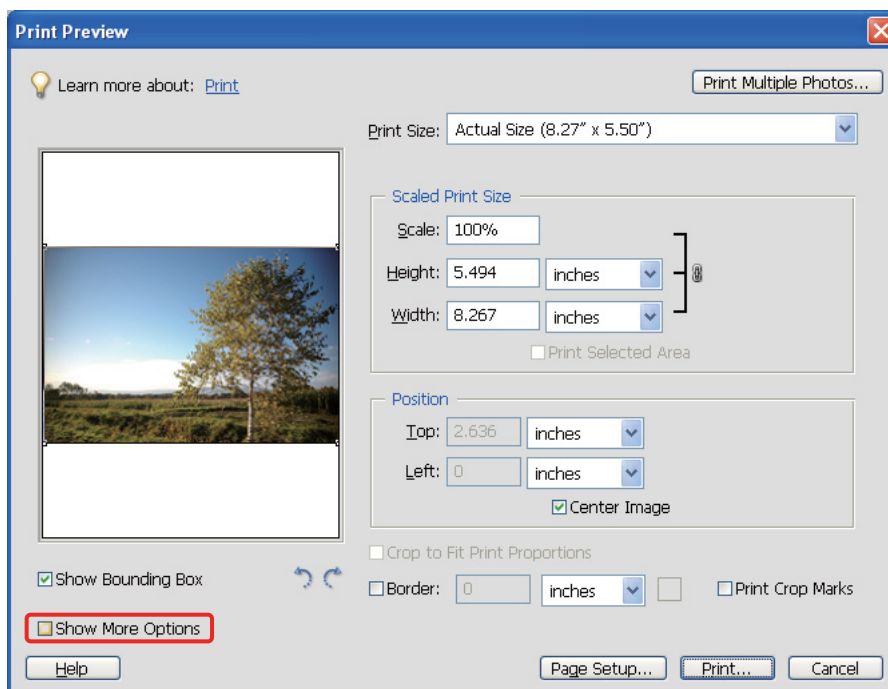 Print Preview
Learn more about: Print
Print Multiple Photos...
Print Size: Actual Size (8.27" x 5.50")
Scaled Print Size
Scale: 100%
Height: 5.494 inches
Width: 8.267 inches
Print Selected Area
Position
Top: 2.636 inches
Left: 0 inches
Center Image
Crop to Fit Print Proportions
Show Bounding Box
Border: 0 inches
Print Crop Marks
Show More Options
Help
Page Setup...
Print...
Cancel